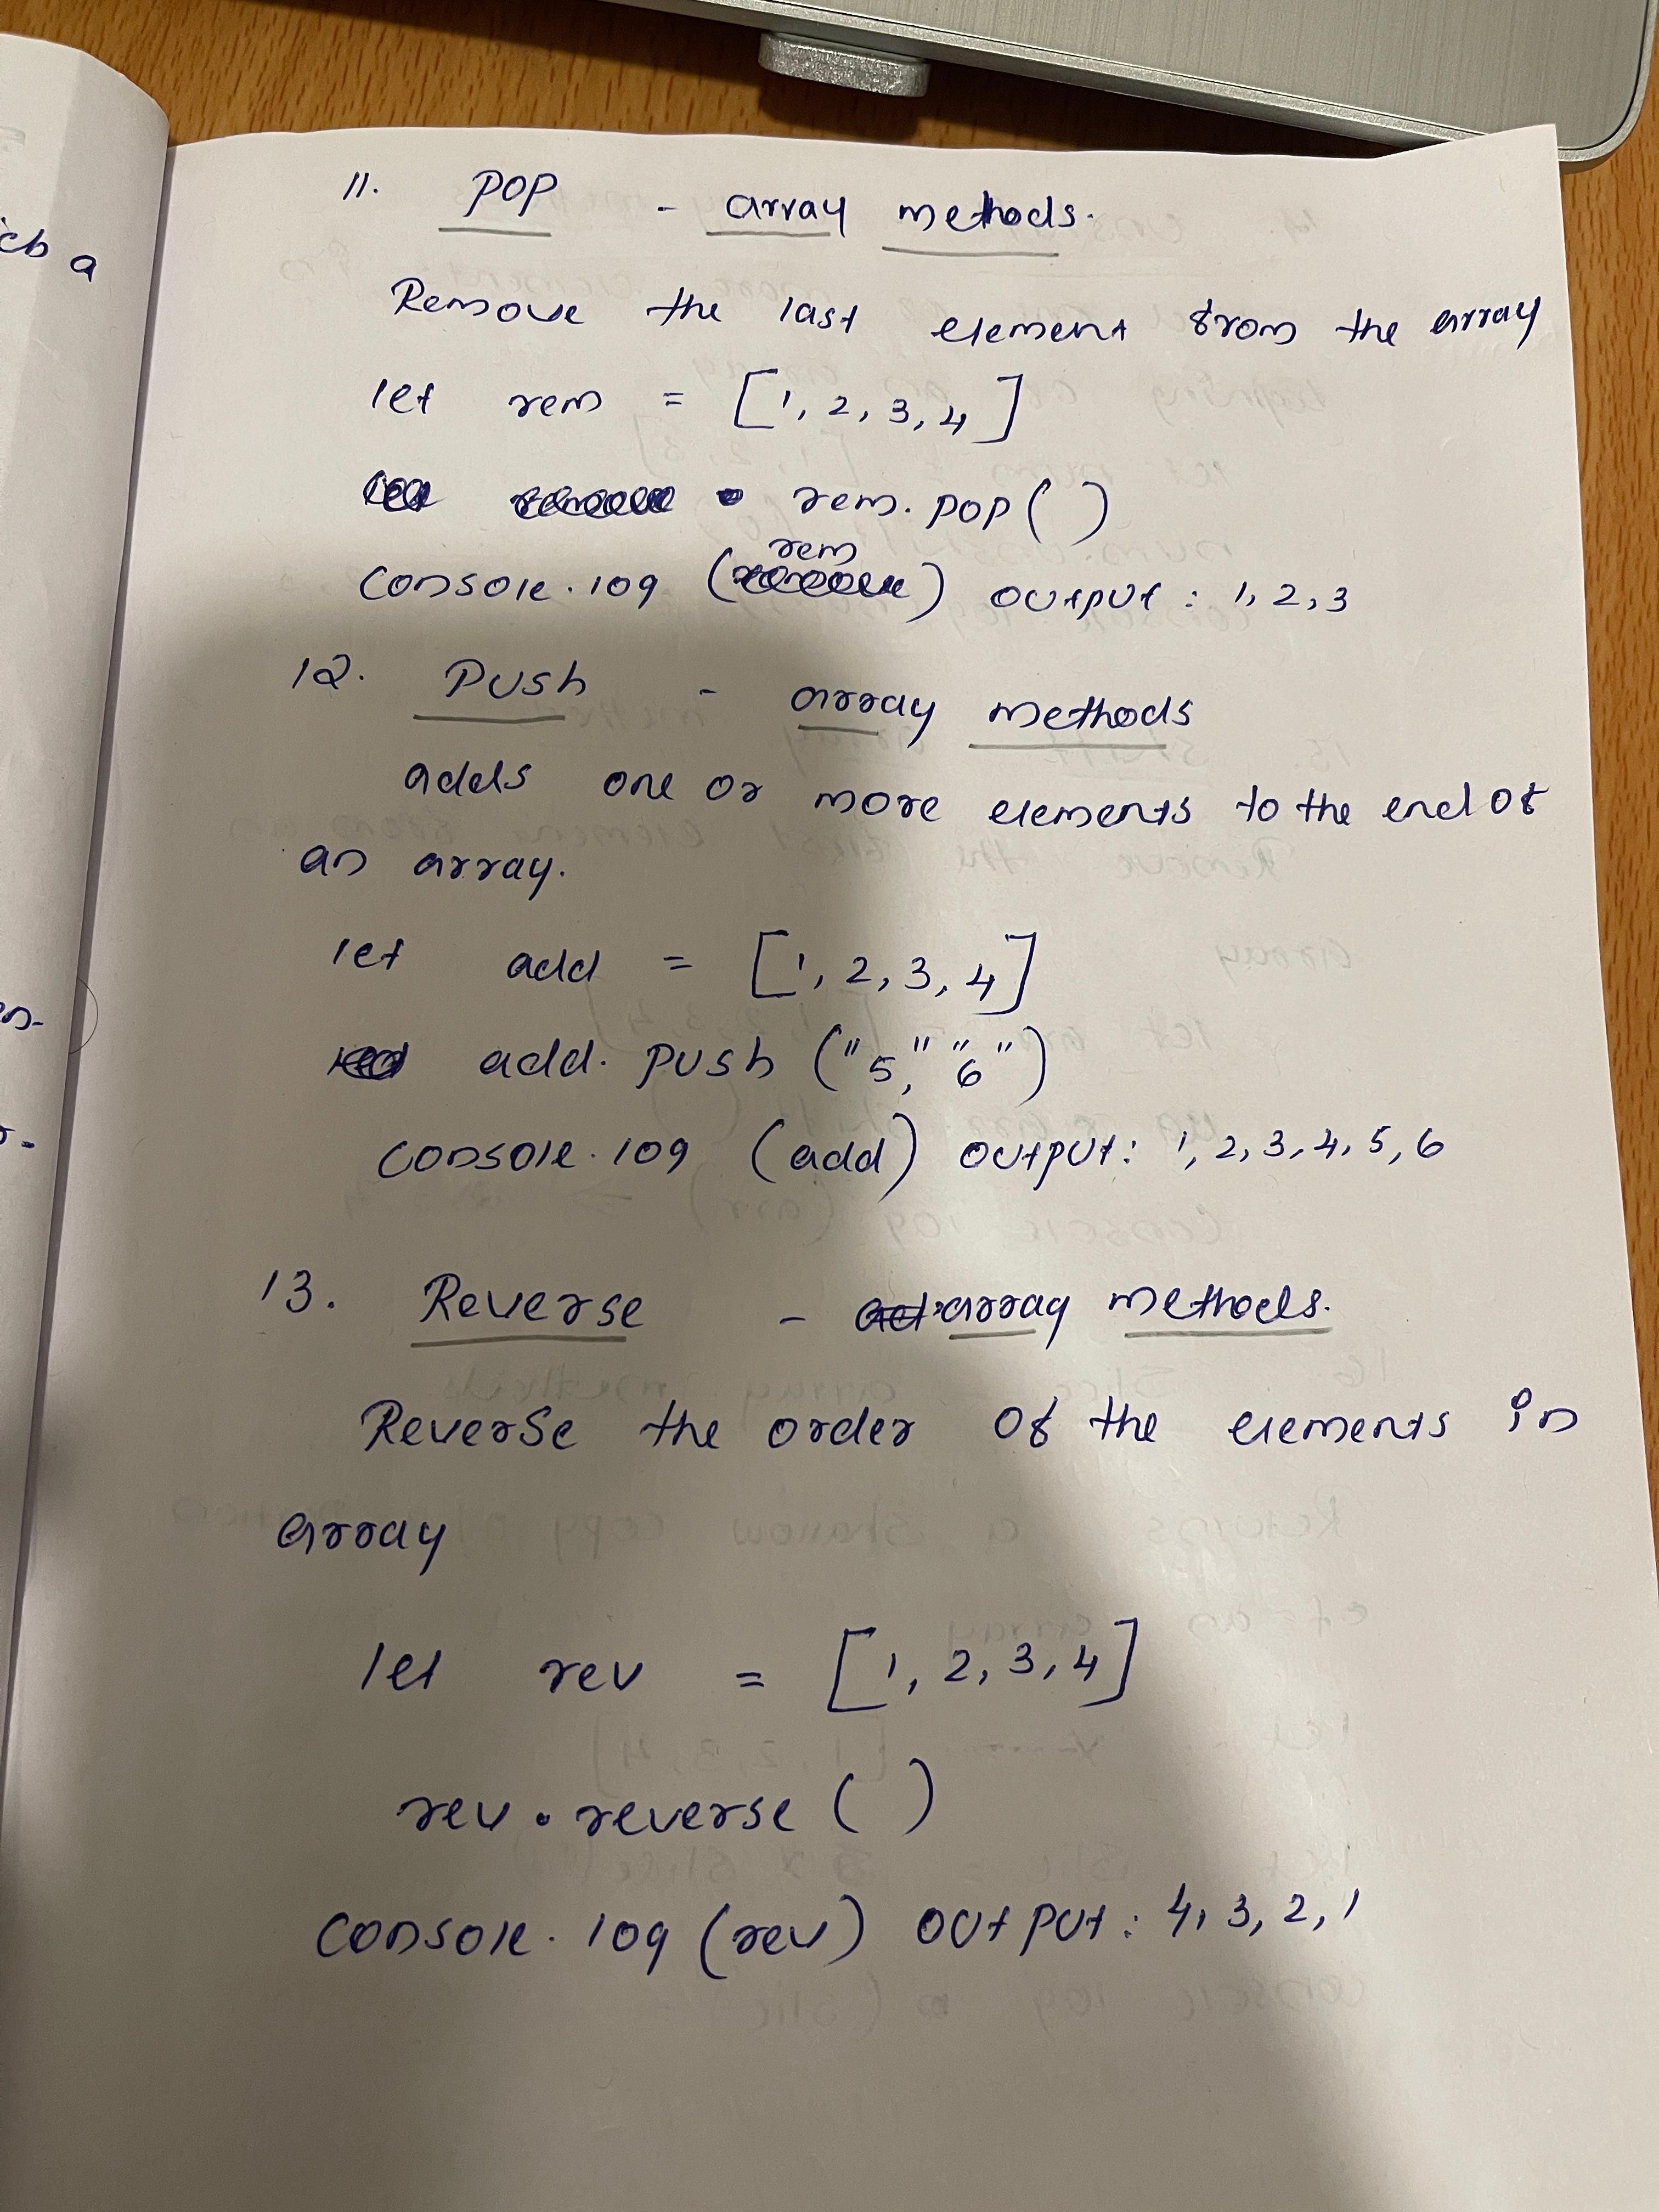 11. POP - array methods.
Remove the last element from the array
let rem = [1, 2, 3, 4]
rem. pop ( )
rem
console.log ( ) output : 1, 2, 3
12. Push - array methods
adds one or more elements to the end of
an array.
let add = [1, 2, 3, 4]
add. push ("5," "6")
console.log (add) output: 1, 2, 3, 4, 5, 6
13. Reverse - array methods.
Reverse the order of the elements in
array
let rev = [1, 2, 3, 4]
rev.reverse ( )
console.log (rev) output: 4, 3, 2, 1
a